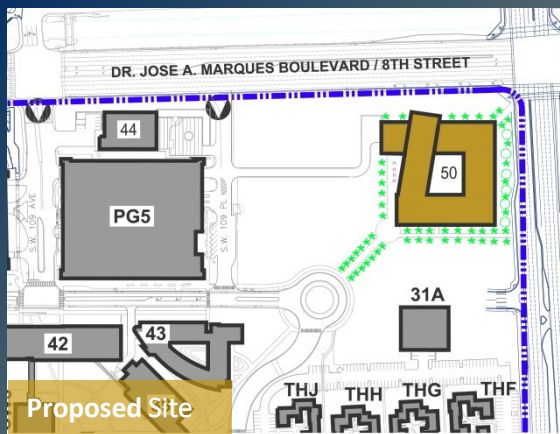 DR. JOSE A. MARQUES BOULEVARD / 8TH STREET
44
50
PG5
S.W. 109 AVE
S.W. 109 PL
31A
42
43
THJ
THH
THG
THF
Proposed Site